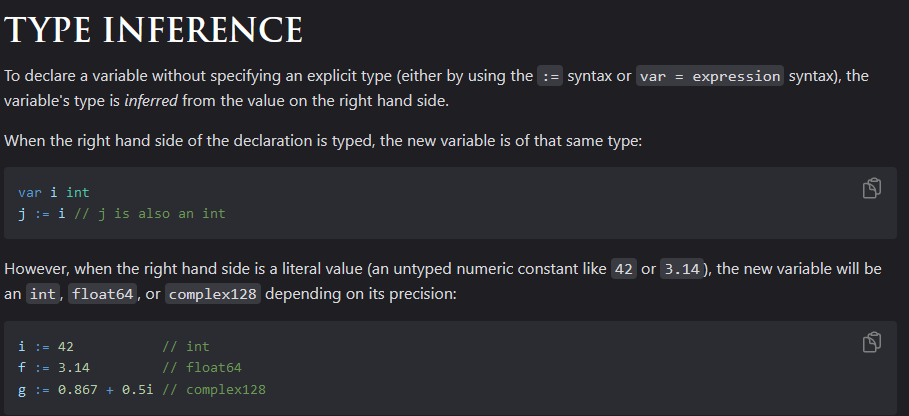 TYPE INFERENCE
To declare a variable without specifying an explicit type (either by using the := syntax or var = expression syntax), the
variable's type is inferred from the value on the right hand side.
When the right hand side of the declaration is typed, the new variable is of that same type:
var i int
j := i // j is also an int
However, when the right hand side is a literal value (an untyped numeric constant like 42 or 3.14), the new variable will be
an int, float64, or complex128 depending on its precision:
i := 42           // int
f := 3.14         // float64
g := 0.867 + 0.5i // complex128